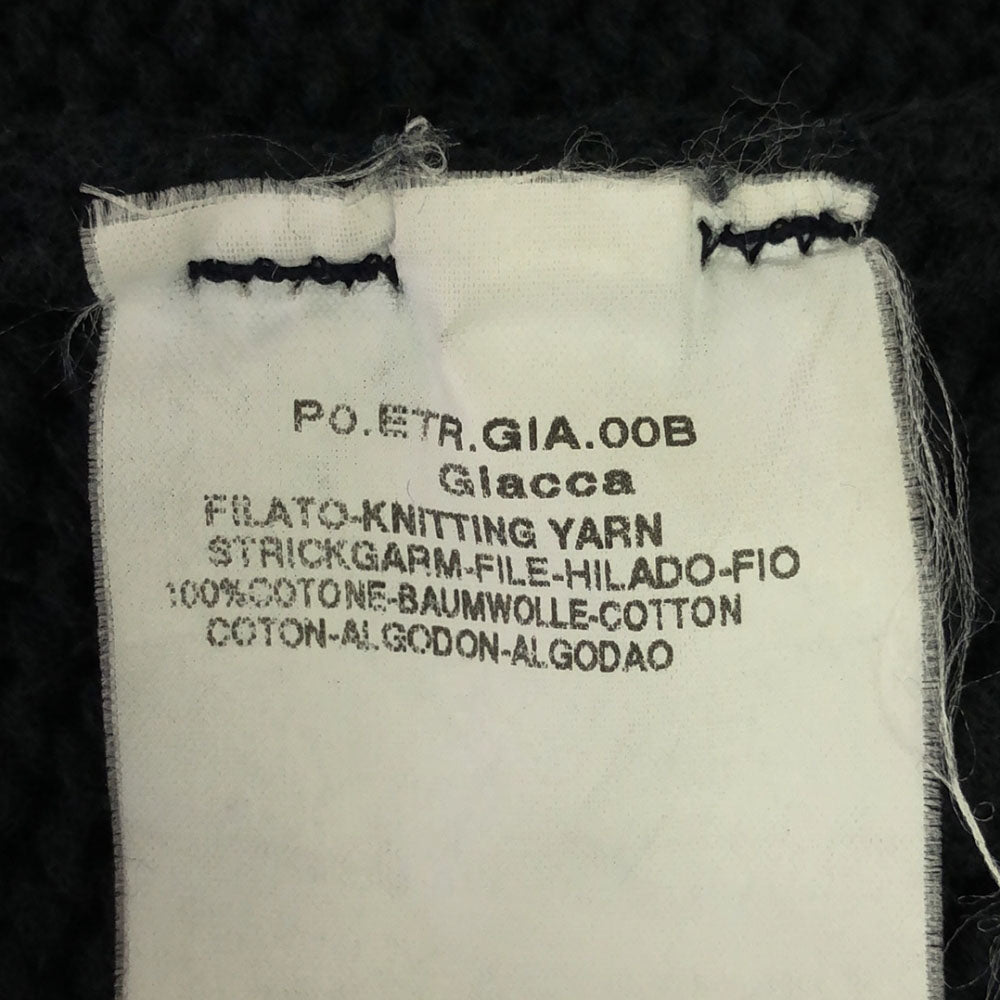 PO.ETR.GIA.00B
Giacca
FILATO-KNITTING YARN
STRICKGARM-FILE-HILADO-FIO
100%COTONE-BAUMWOLLE-COTTON
COTON-ALGODON-ALGODAO